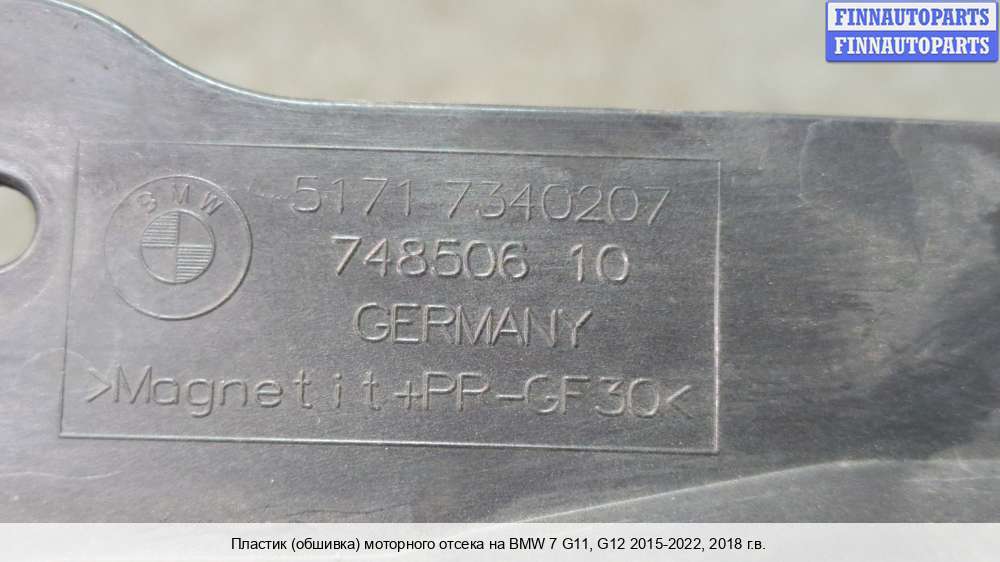 FINNAUTOPARTS
FINNAUTOPARTS
BMW
5171 7340207
748506 10
GERMANY
>Magnetit+PP-GF30<
Пластик (обшивка) моторного отсека на BMW 7 G11, G12 2015-2022, 2018 г.в.